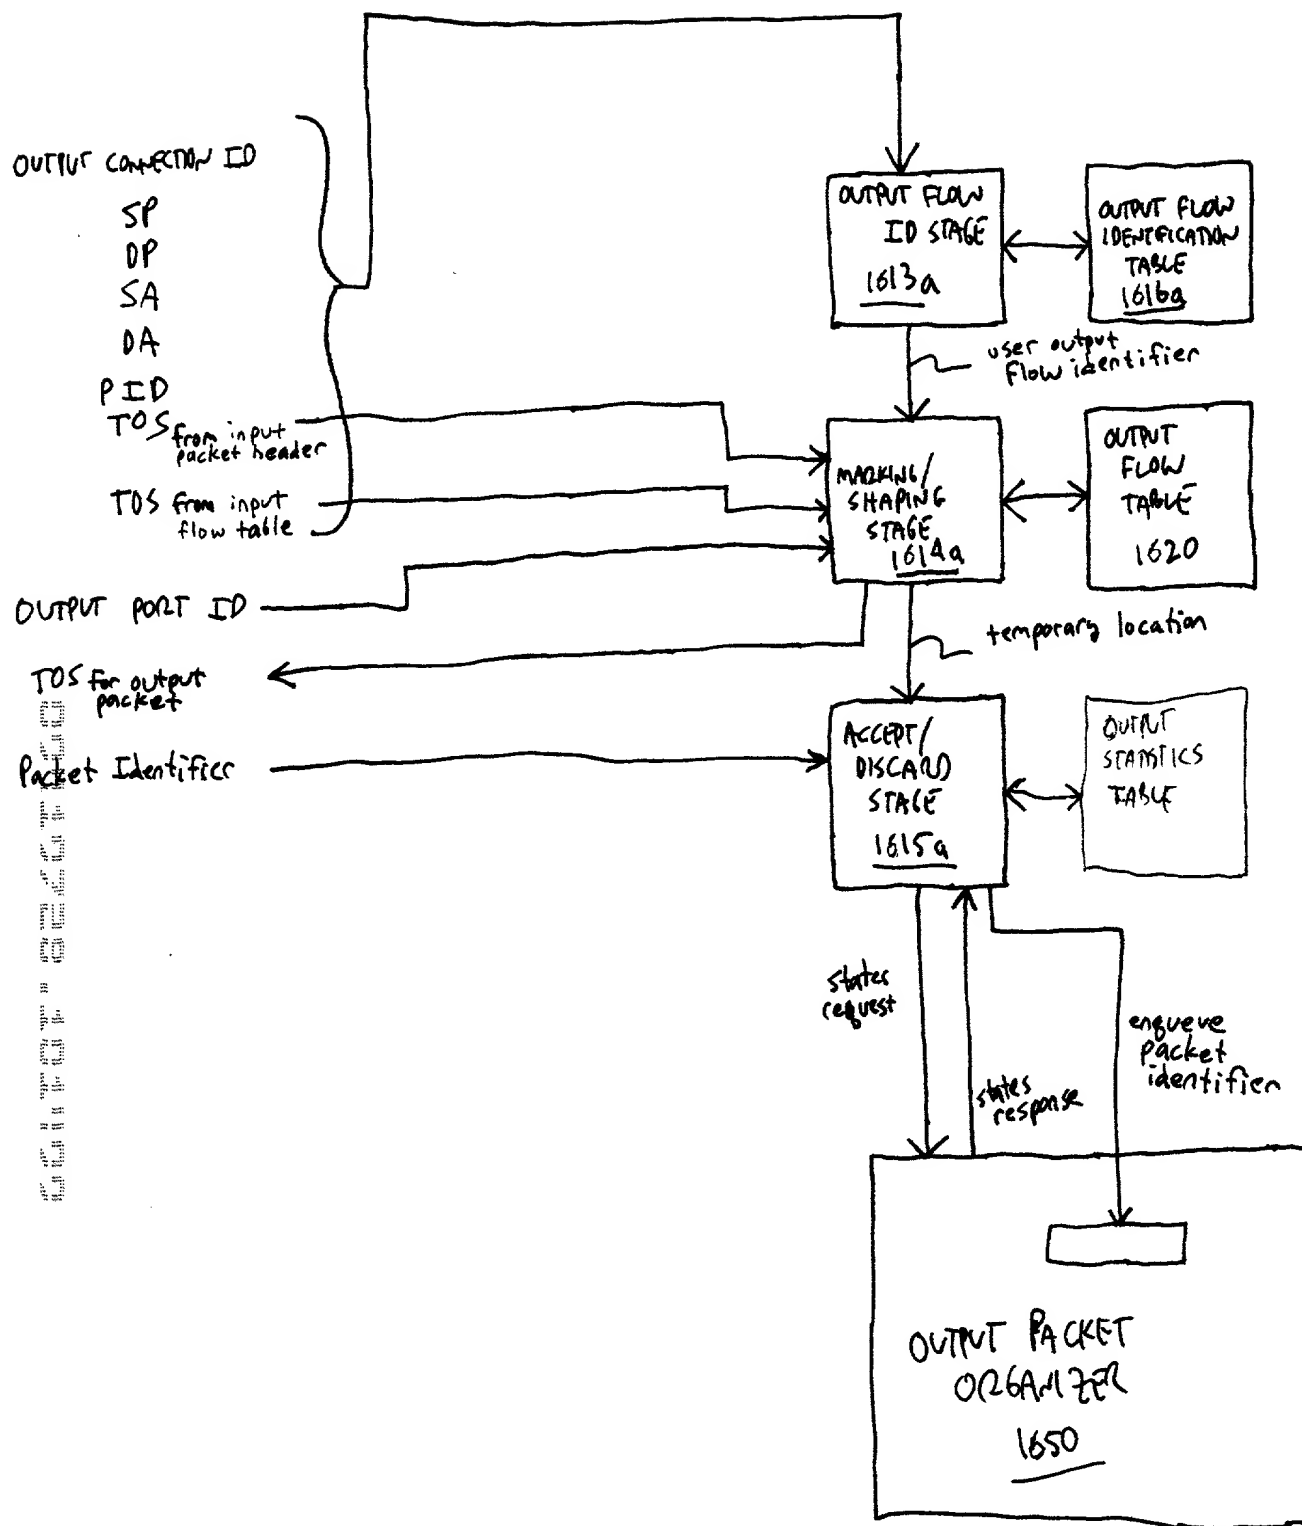 OUTPUT CONNECTION ID
SP
DP
SA
DA
PID
TOS from input
packet header
TOS from input
flow table
OUTPUT PORT ID
TOS for output
packet
Packet Identifier
OUTPUT FLOW
ID STAGE
1613a
OUTPUT FLOW
IDENTIFICATION
TABLE
1616a
user output
flow identifier
MARKING/
SHAPING
STAGE
1614a
OUTPUT
FLOW
TABLE
1620
temporary location
ACCEPT/
DISCARD
STAGE
1615a
OUTPUT
STATISTICS
TABLE
states
request
states
response
enqueue
packet
identifier
OUTPUT PACKET
ORGANIZER
1650